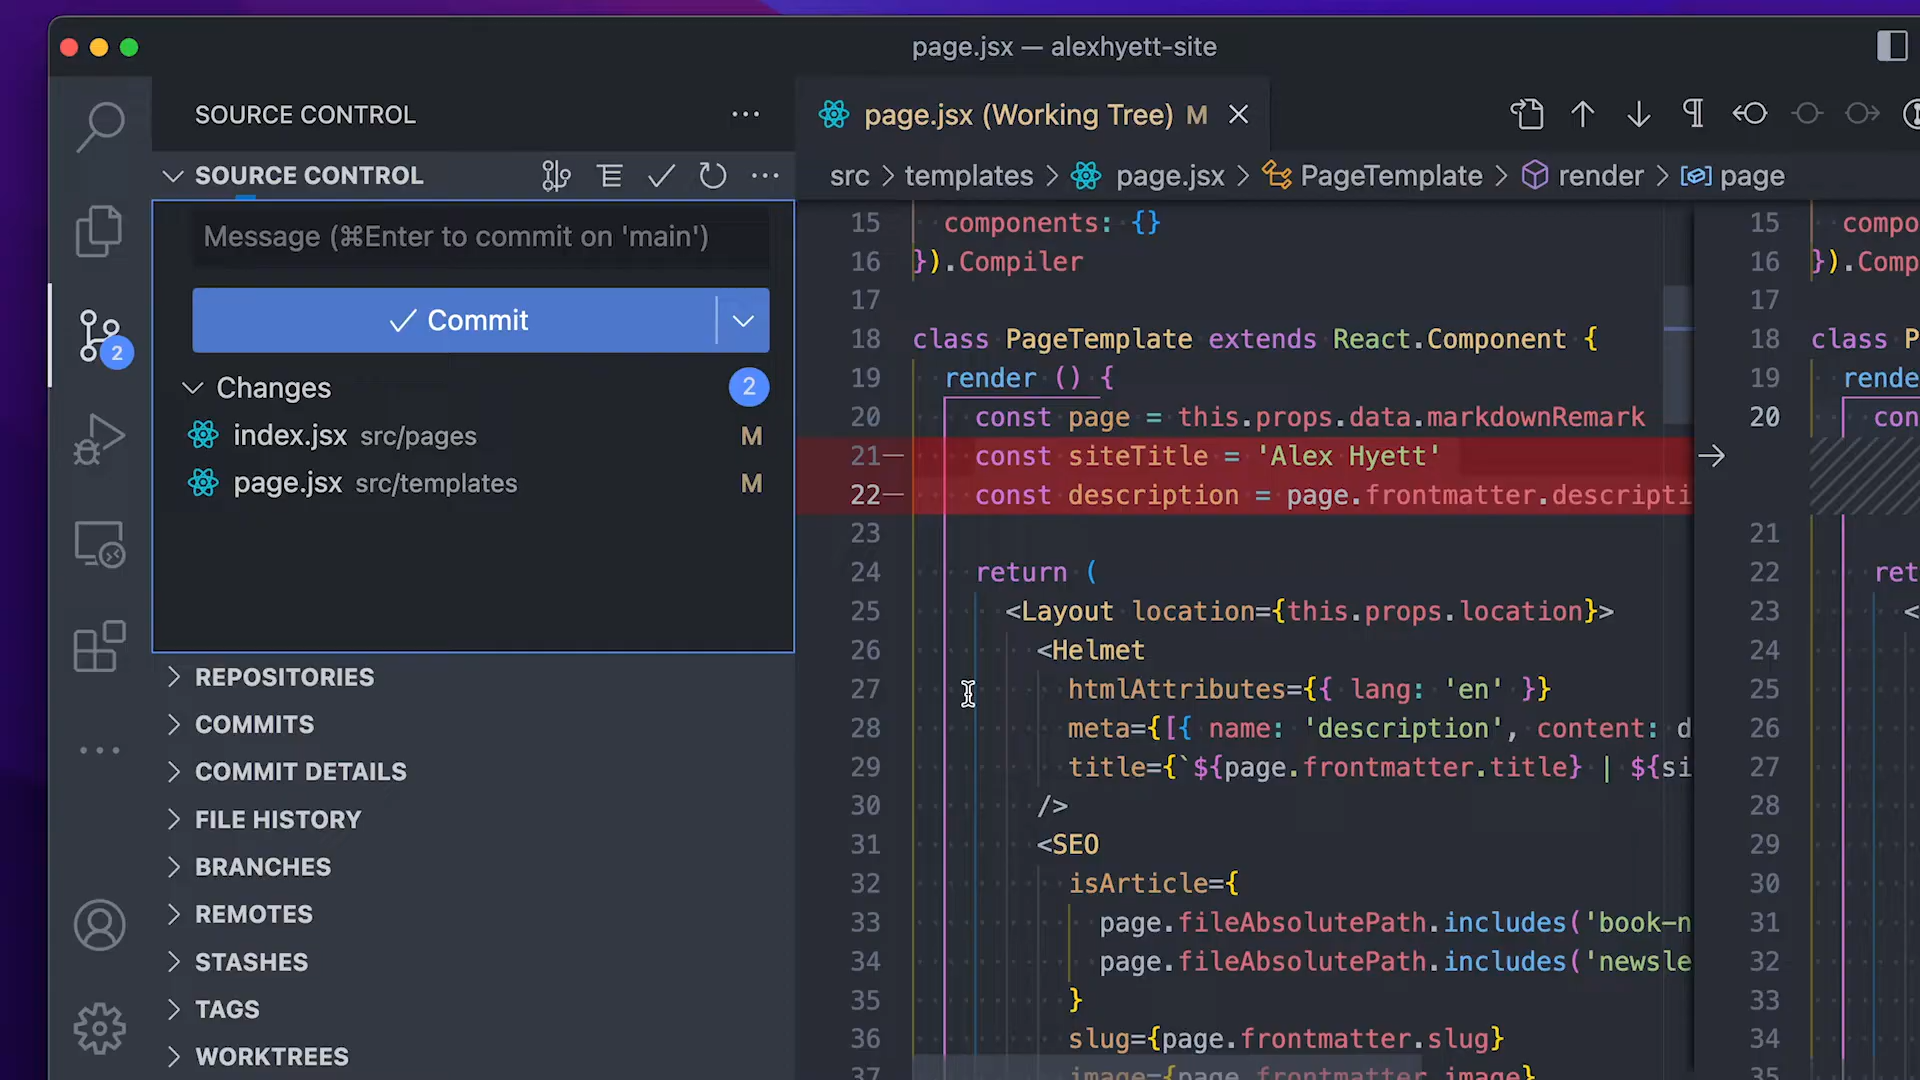 page.jsx — alexhyett-site
SOURCE CONTROL
SOURCE CONTROL
Message (⌘Enter to commit on 'main')
Commit
Changes 2
index.jsx src/pages M
page.jsx src/templates M
2
REPOSITORIES
COMMITS
COMMIT DETAILS
FILE HISTORY
BRANCHES
REMOTES
STASHES
TAGS
WORKTREES
page.jsx (Working Tree) M
src > templates > page.jsx > PageTemplate > render > page
15 components: {}
16 }).Compiler
17
18 class PageTemplate extends React.Component {
19 render () {
20 const page = this.props.data.markdownRemark
21— const siteTitle = 'Alex Hyett'
22— const description = page.frontmatter.descripti
23
24 return (
25 <Layout location={this.props.location}>
26 <Helmet
27 htmlAttributes={{ lang: 'en' }}
28 meta={[{ name: 'description', content: d
29 title={`${page.frontmatter.title} | ${si
30 />
31 <SEO
32 isArticle={
33 page.fileAbsolutePath.includes('book-n
34 page.fileAbsolutePath.includes('newsle
35 }
36 slug={page.frontmatter.slug}
37 image={page.frontmatter.image}
15 compo
16 }).Comp
17
18 class P
19 rende
20 con
21
22 ret
23 <
24
25
26
27
28
29
30
31
32
33
34
35